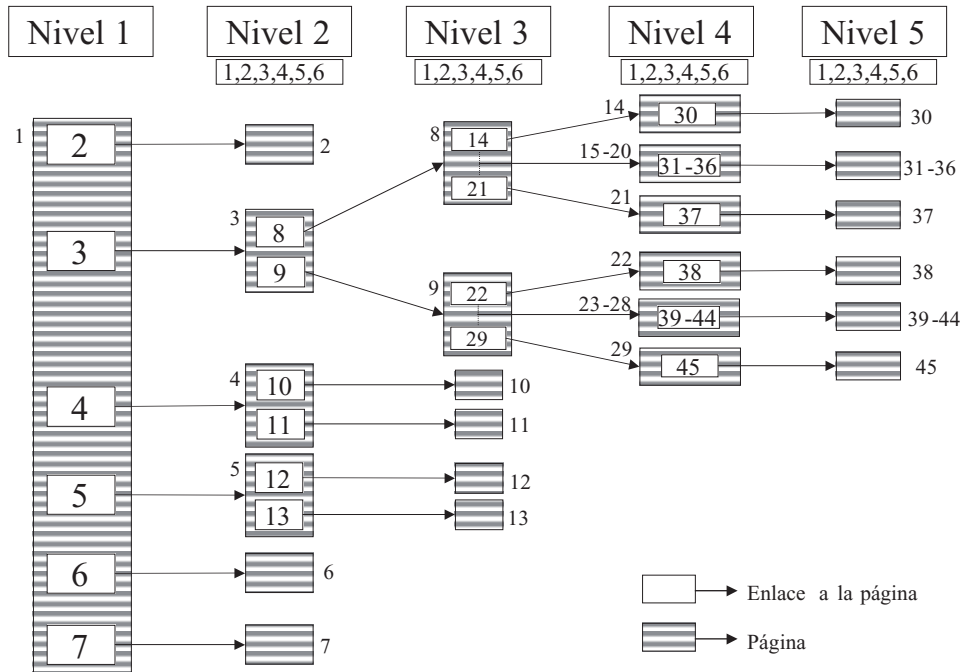 Nivel 1 Nivel 2 Nivel 3 Nivel 4 Nivel 5
1,2,3,4,5,6 1,2,3,4,5,6 1,2,3,4,5,6 1,2,3,4,5,6
14 30 30
1 2 2 8 14
15-20 31-36 31-36
21
21 37 37
3 8
3
9
22 38 38
9 22
23-28 39-44 39-44
29
29 45 45
4 10 10
4
11 11
5 12 12
5
13 13
6 6
Enlace a la página
7 7 Página